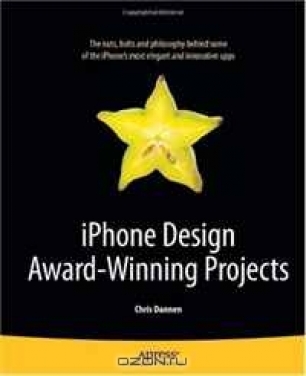 The nuts, bolts and philosophy behind some
of the iPhone's most elegant and innovative apps
iPhone Design
Award-Winning Projects
Chris Dannen
Apress®
OZON.ru